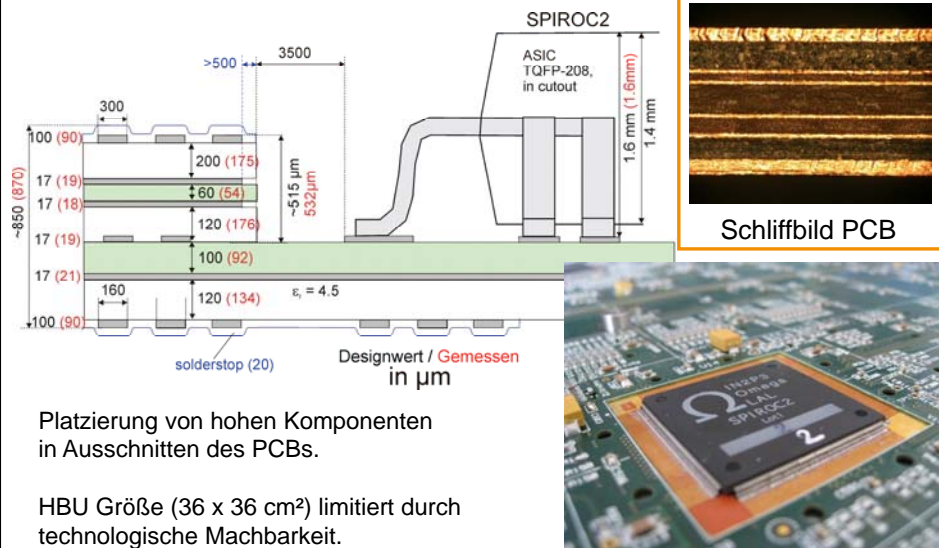 SPIROC2
>500
3500
ASIC
TQFP-208,
in cutout
300
1.6 mm (1.6mm)
1.4 mm
~850 (870)
100 (90)
200 (175)
17 (19)
60 (54)
17 (18)
~515 µm
532µm
120 (176)
17 (19)
100 (92)
17 (21)
160
120 (134)
εr = 4.5
100 (90)
solderstop (20)
Designwert / Gemessen
in µm
Schliffbild PCB
IN2P3
Omega
LAL
SPIROC2
2
Platzierung von hohen Komponenten
in Ausschnitten des PCBs.
HBU Größe (36 x 36 cm²) limitiert durch
technologische Machbarkeit.